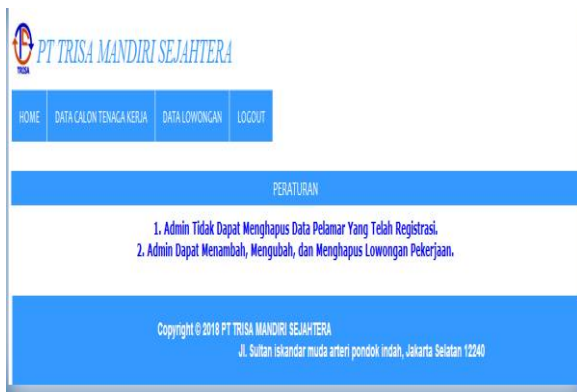 TRISA
PT TRISA MANDIRI SEJAHTERA
HOME DATA CALON TENAGA KERJA DATA LOWONGAN LOGOUT
PERATURAN
1. Admin Tidak Dapat Menghapus Data Pelamar Yang Telah Registrasi.
2. Admin Dapat Menambah, Mengubah, dan Menghapus Lowongan Pekerjaan.
Copyright © 2018 PT TRISA MANDIRI SEJAHTERA
Jl. Sultan iskandar muda arteri pondok indah, Jakarta Selatan 12240